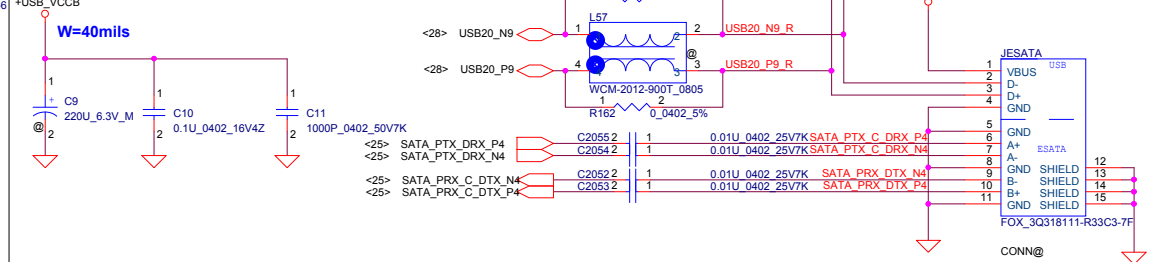 6
+USB_VCCB
W=40mils
1
+
C9
220U_6.3V_M
@
2
1
C10
0.1U_0402_16V4Z
2
1
C11
1000P_0402_50V7K
2
<28> USB20_N9
<28> USB20_P9
L57
1
2
2
4
3
3
@
WCM-2012-900T_0805
1
2
R162
0_0402_5%
USB20_N9_R
USB20_P9_R
<25> SATA_PTX_DRX_P4
C2055 2 1
0.01U_0402_25V7K
SATA_PTX_C_DRX_P4
<25> SATA_PTX_DRX_N4
C2054 2 1
0.01U_0402_25V7K
SATA_PTX_C_DRX_N4
<25> SATA_PRX_C_DTX_N4
C2052 2 1
0.01U_0402_25V7K
SATA_PRX_DTX_N4
<25> SATA_PRX_C_DTX_P4
C2053 2 1
0.01U_0402_25V7K
SATA_PRX_DTX_P4
JESATA
USB
1 VBUS
2 D-
3 D+
4 GND
5 GND
6 A+
ESATA
7 A-
8 GND SHIELD 12
9 B- SHIELD 13
10 B+ SHIELD 14
11 GND SHIELD 15
FOX_3Q318111-R33C3-7F
CONN@